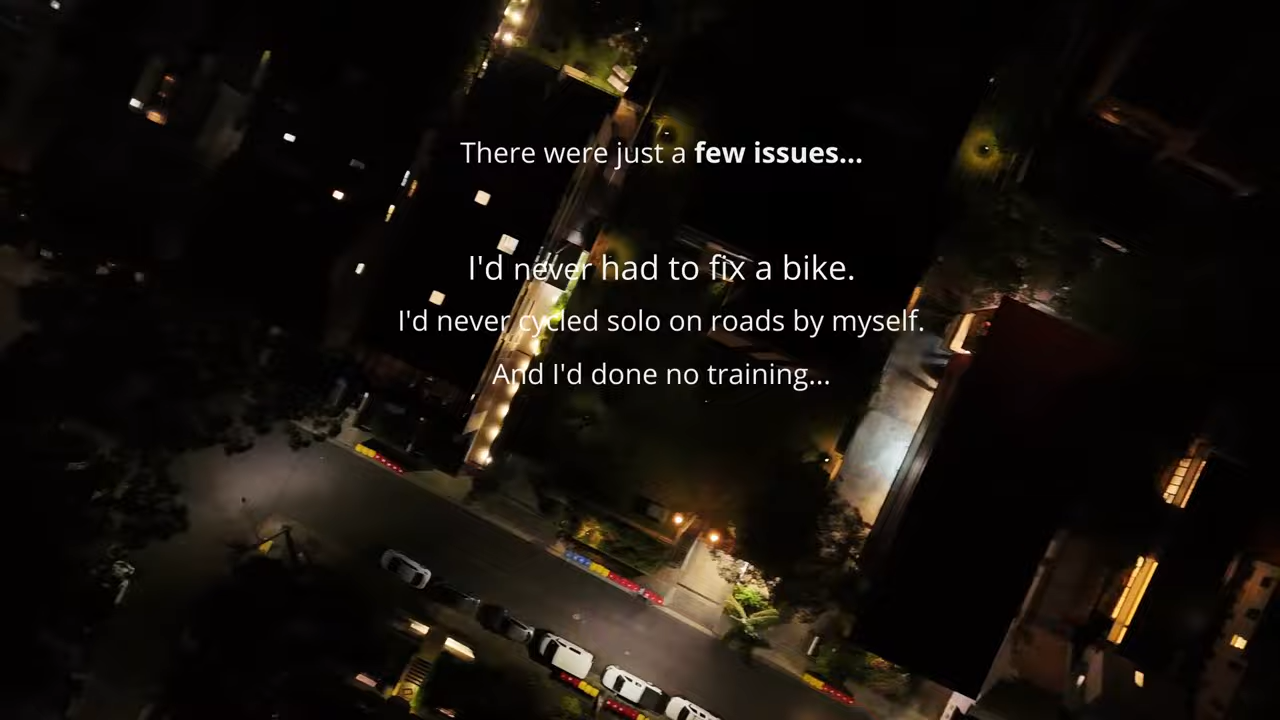 There were just a few issues...
I'd never had to fix a bike.
I'd never cycled solo on roads by myself.
And I'd done no training...